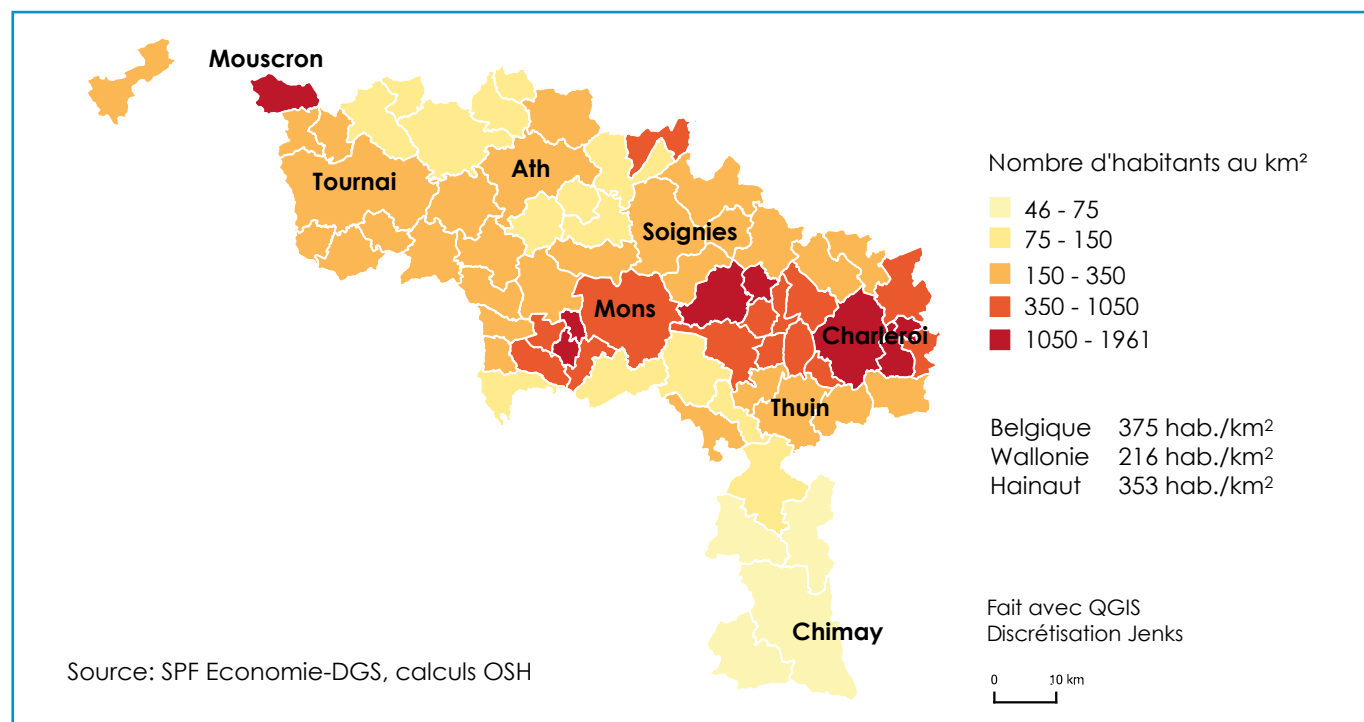 Mouscron
Ath
Tournai
Soignies
Mons
Charleroi
Thuin
Chimay
Nombre d'habitants au km²
46 - 75
75 - 150
150 - 350
350 - 1050
1050 - 1961
Belgique 375 hab./km²
Wallonie 216 hab./km²
Hainaut 353 hab./km²
Fait avec QGIS
Discrétisation Jenks
0 10 km
Source: SPF Economie-DGS, calculs OSH